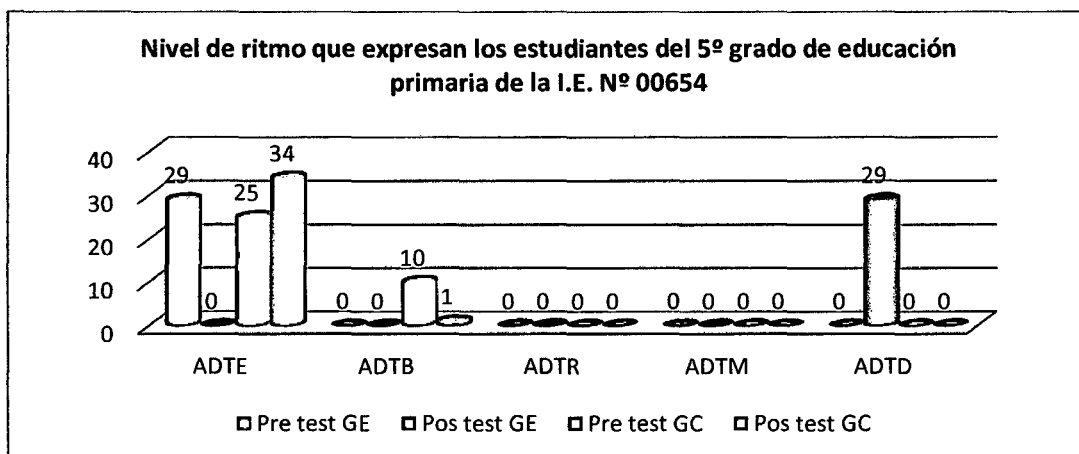 Nivel de ritmo que expresan los estudiantes del 5º grado de educación
primaria de la I.E. Nº 00654
40
30
20
10
0
29
0
25
34
0
0
10
1
0
0
0
0
0
0
0
0
0
29
0
0
ADTE
ADTB
ADTR
ADTM
ADTD
Pre test GE
Pos test GE
Pre test GC
Pos test GC